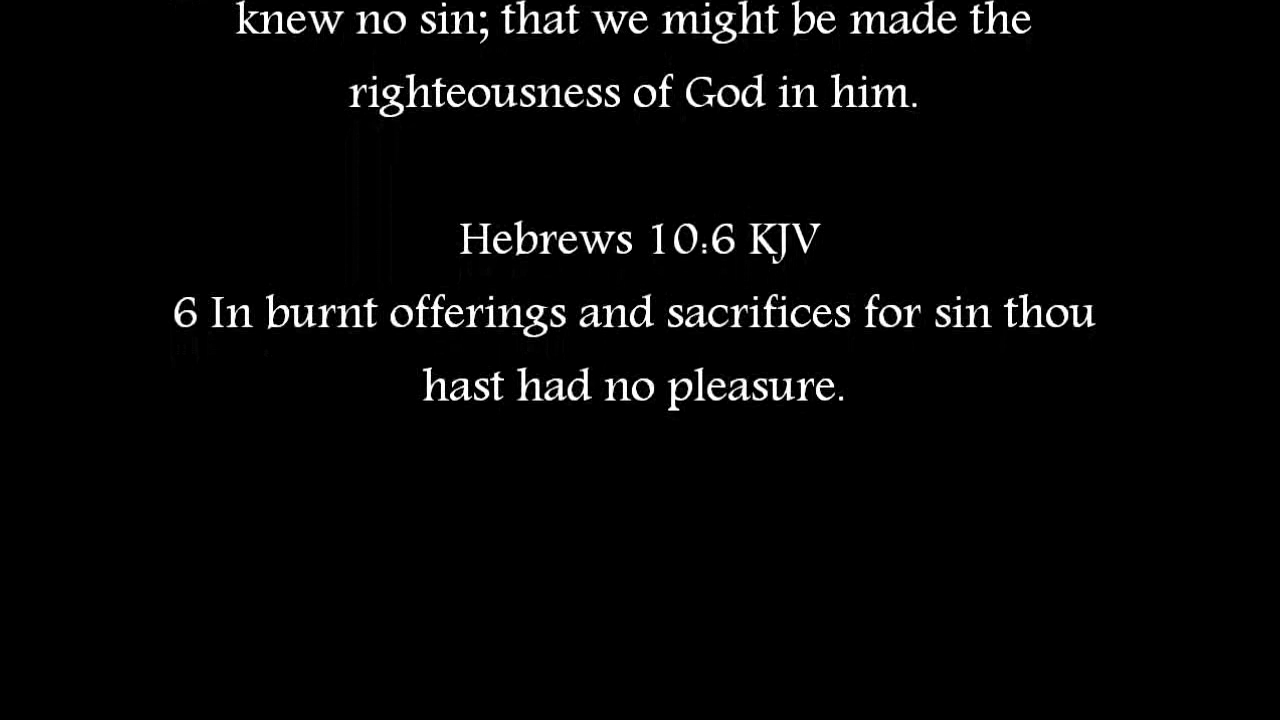 knew no sin; that we might be made the
righteousness of God in him.
Hebrews 10:6 KJV
6 In burnt offerings and sacrifices for sin thou
hast had no pleasure.